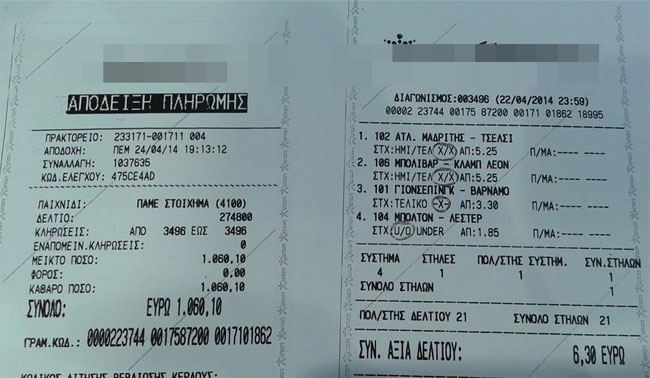 ΑΠΟΔΕΙΞΗ ΠΛΗΡΩΜΗΣ
ΠΡΑΚΤΟΡΕΙΟ: 233171-001711 004
ΑΠΟΔΟΧΗ: ΠΕΜ 24/04/14 19:13:12
ΣΥΝΑΛΛΑΓΗ: 1037635
ΚΩΔ.ΕΛΕΓΧΟΥ: 475CE4AD
ΠΑΙΧΝΙΔΙ: ΠΑΜΕ ΣΤΟΙΧΗΜΑ (4100)
ΔΕΛΤΙΟ: 274800
ΚΛΗΡΩΣΕΙΣ: ΑΠΟ 3496 ΕΩΣ 3496
ΕΝΑΠΟΜΕΙΝ.ΚΛΗΡΩΣΕΙΣ: 0
ΜΕΙΚΤΟ ΠΟΣΟ: 1.060,10
ΦΟΡΟΣ: 0,00
ΚΑΘΑΡΟ ΠΟΣΟ: 1.060,10
ΣΥΝΟΛΟ: ΕΥΡΩ 1.060,10
ΓΡΑΜ.ΚΩΔ.: 0000223744 0017587200 0017101862
ΚΩΔΙΚΟΣ ΑΙΤΗΣΗΣ ΒΕΒΑΙΩΣΗΣ ΚΕΡΔΟΥΣ:
ΔΙΑΓΩΝΙΣΜΟΣ:003496 (22/04/2014 23:59)
00002 23744 00175 87200 00171 01862 18995
1. 102 ΑΤΛ. ΜΑΔΡΙΤΗΣ - ΤΣΕΛΣΙ
ΣΤΧ:ΗΜΙ/ΤΕΛ X/X ΑΠ:5.25 Π/ΜΑ:--- ---
2. 106 ΜΠΟΛΙΒΑΡ - ΚΛΑΜΠ ΛΕΟΝ
ΣΤΧ:ΗΜΙ/ΤΕΛ X/X ΑΠ:5.25 Π/ΜΑ:--- ---
3. 101 ΓΙΟΝΣΕΠΙΝΓΚ - ΒΑΡΝΑΜΟ
ΣΤΧ:ΤΕΛΙΚΟ -X- ΑΠ:3.30 Π/ΜΑ:--- ---
4. 104 ΜΠΟΛΤΟΝ - ΛΕΣΤΕΡ
ΣΤΧ:U/O UNDER ΑΠ:1.85 Π/ΜΑ:--- ---
ΣΥΣΤΗΜΑ ΣΤΗΛΕΣ ΠΟΛ/ΣΤΗΣ ΣΥΣΤΗΜ. ΣΥΝ.ΣΤΗΛΩΝ
4 1 1 1
ΣΥΝΟΛΟ ΣΤΗΛΩΝ 1
ΠΟΛ/ΣΤΗΣ ΔΕΛΤΙΟΥ 21 ΣΥΝΟΛΟ ΣΤΗΛΩΝ 21
ΣΥΝ. ΑΞΙΑ ΔΕΛΤΙΟΥ: 6,30 ΕΥΡΩ